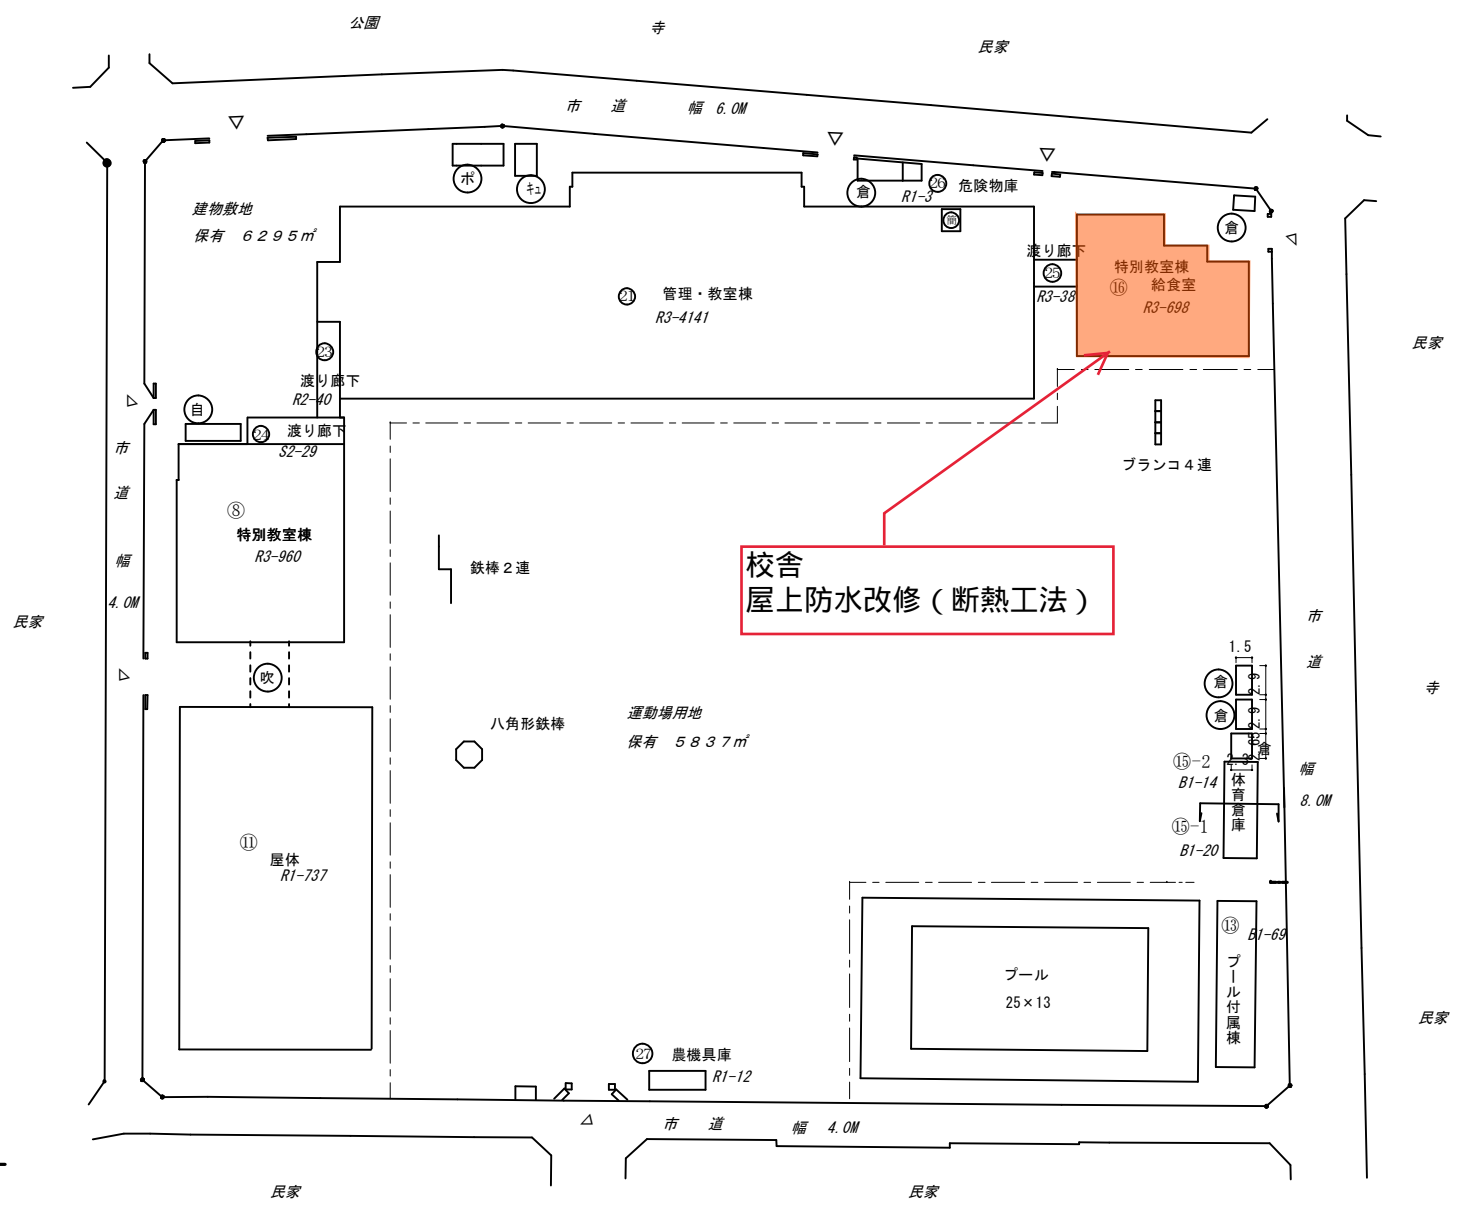 公園
寺
民家
市 道 幅 6.0M
ポ
キュ
倉
R1-3
㉖ 危険物庫
簡
倉
建物敷地
保有 6295㎡
渡り廊下
㉕
R3-38
特別教室棟
⑯ 給食室
R3-698
㉑ 管理・教室棟
R3-4141
民家
㉓
渡り廊下
R2-40
自
㉔ 渡り廊下
S2-29
市 道 幅 4.0M
ブランコ4連
⑧
特別教室棟
R3-960
鉄棒2連
校舎
屋上防水改修(断熱工法)
民家
吹
市 道 幅 8.0M
1.5
倉
2.9
倉
2.9
倉
寺
八角形鉄棒
運動場用地
保有 5837㎡
⑮-2
B1-14
体育倉庫
⑮-1
B1-20
⑪
屋体
R1-737
⑬
B1-69
プール付属棟
プール
25×13
民家
㉗ 農機具庫
R1-12
市 道 幅 4.0M
民家
民家